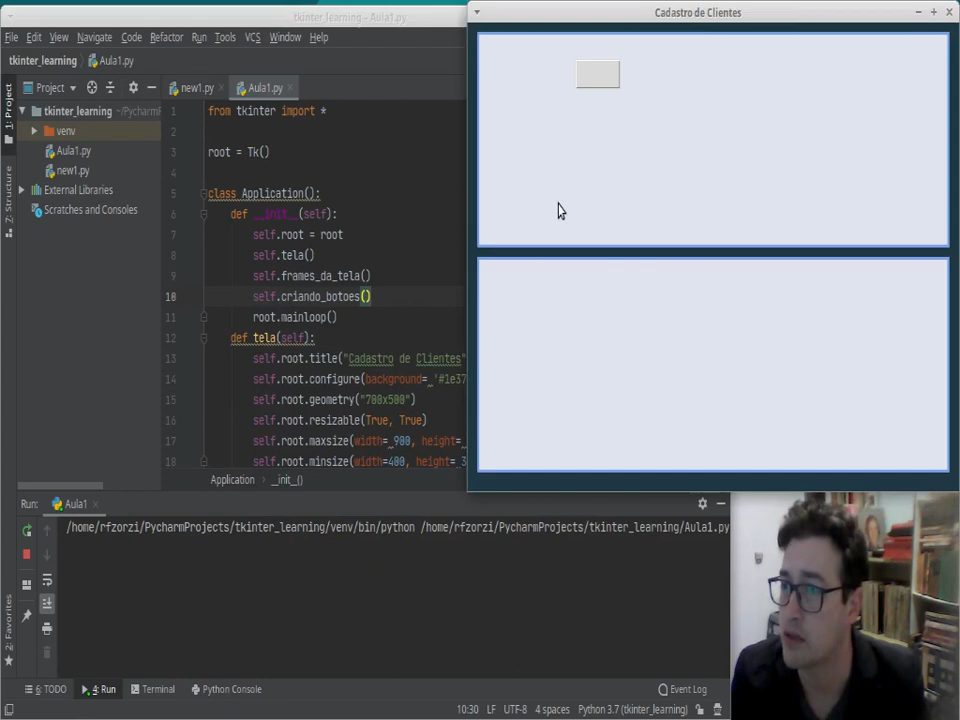 tkinter_learning - Aula1.py
Cadastro de Clientes
File Edit View Navigate Code Refactor Run Tools VCS Window Help
tkinter_learning Aula1.py
Project
new1.py
Aula1.py
1: Project
7: Structure
2: Favorites
tkinter_learning ~/PycharmP
venv
Aula1.py
new1.py
External Libraries
Scratches and Consoles
1 from tkinter import *
2
3 root = Tk()
4
5 class Application():
6 def __init__(self):
7 self.root = root
8 self.tela()
9 self.frames_da_tela()
10 self.criando_botoes()
11 root.mainloop()
12 def tela(self):
13 self.root.title("Cadastro de Clientes"
14 self.root.configure(background= '#1e37
15 self.root.geometry("700x500")
16 self.root.resizable(True, True)
17 self.root.maxsize(width= 900, height=
18 self.root.minsize(width=400, height= 3
Application __init__()
Run: Aula1
/home/rfzorzi/PycharmProjects/tkinter_learning/venv/bin/python /home/rfzorzi/PycharmProjects/tkinter_learning/Aula1.py
6: TODO 4: Run Terminal Python Console Event Log
10:30 LF UTF-8 4 spaces Python 3.7 (tkinter_learning)